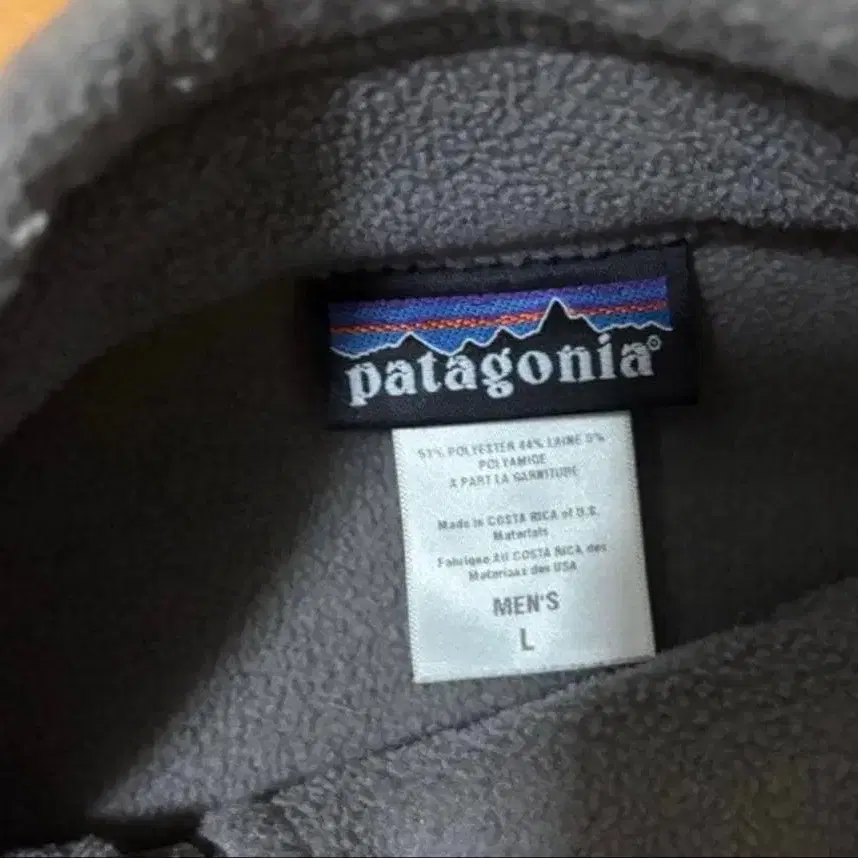 patagonia®
51% POLYESTER 44% LAINE 5%
POLYAMIDE
A PART LA GARNITURE
Made in COSTA RICA of U.S.
Materials
Fabrique AU COSTA RICA des
Materiaux des USA
MEN'S
L